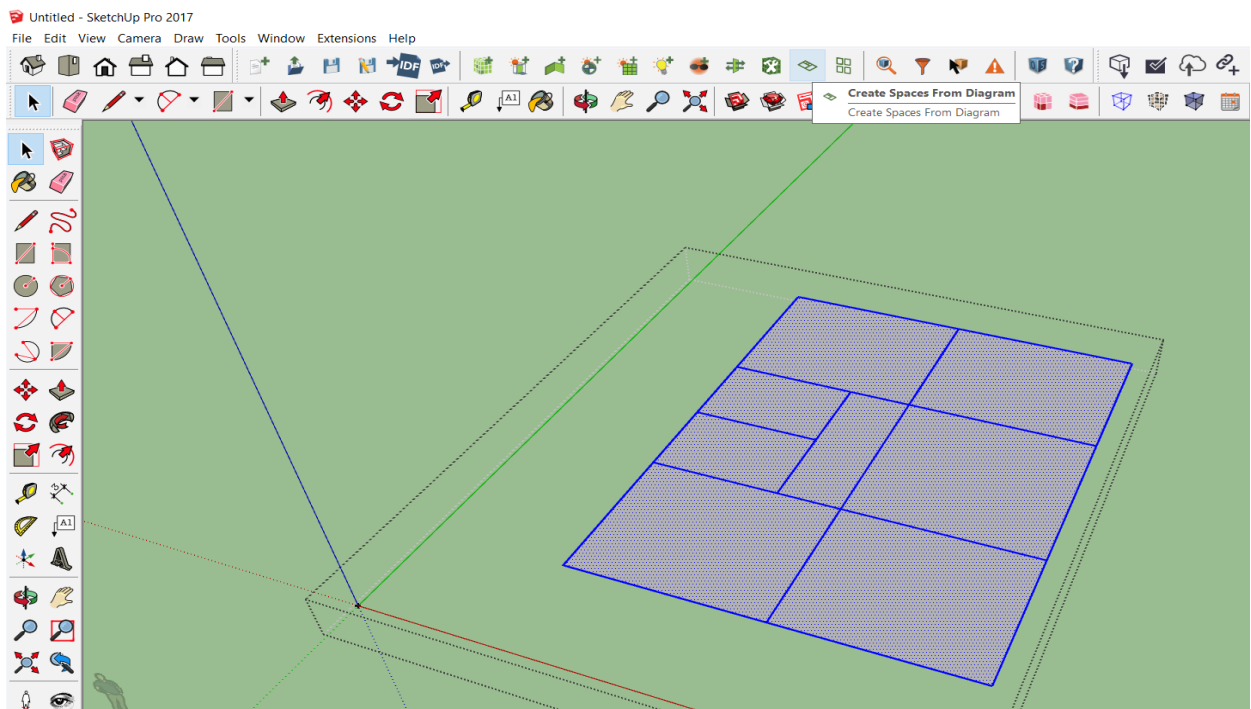 Untitled - SketchUp Pro 2017
File Edit View Camera Draw Tools Window Extensions Help
IDF IDF
A1
Create Spaces From Diagram
Create Spaces From Diagram
A1